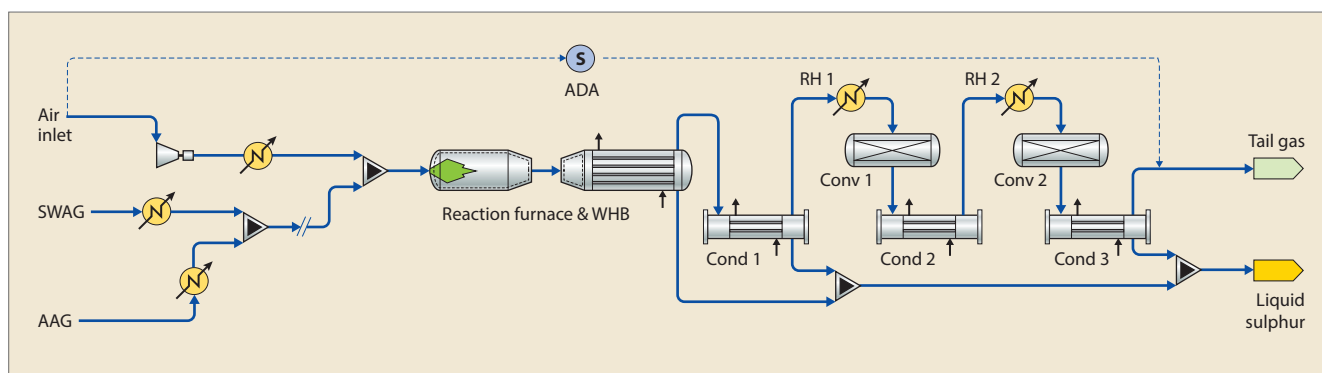 S
ADA
RH 1
RH 2
Air
inlet
Tail gas
Conv 1
Conv 2
SWAG
Reaction furnace & WHB
Cond 1
Cond 2
Cond 3
AAG
Liquid
sulphur